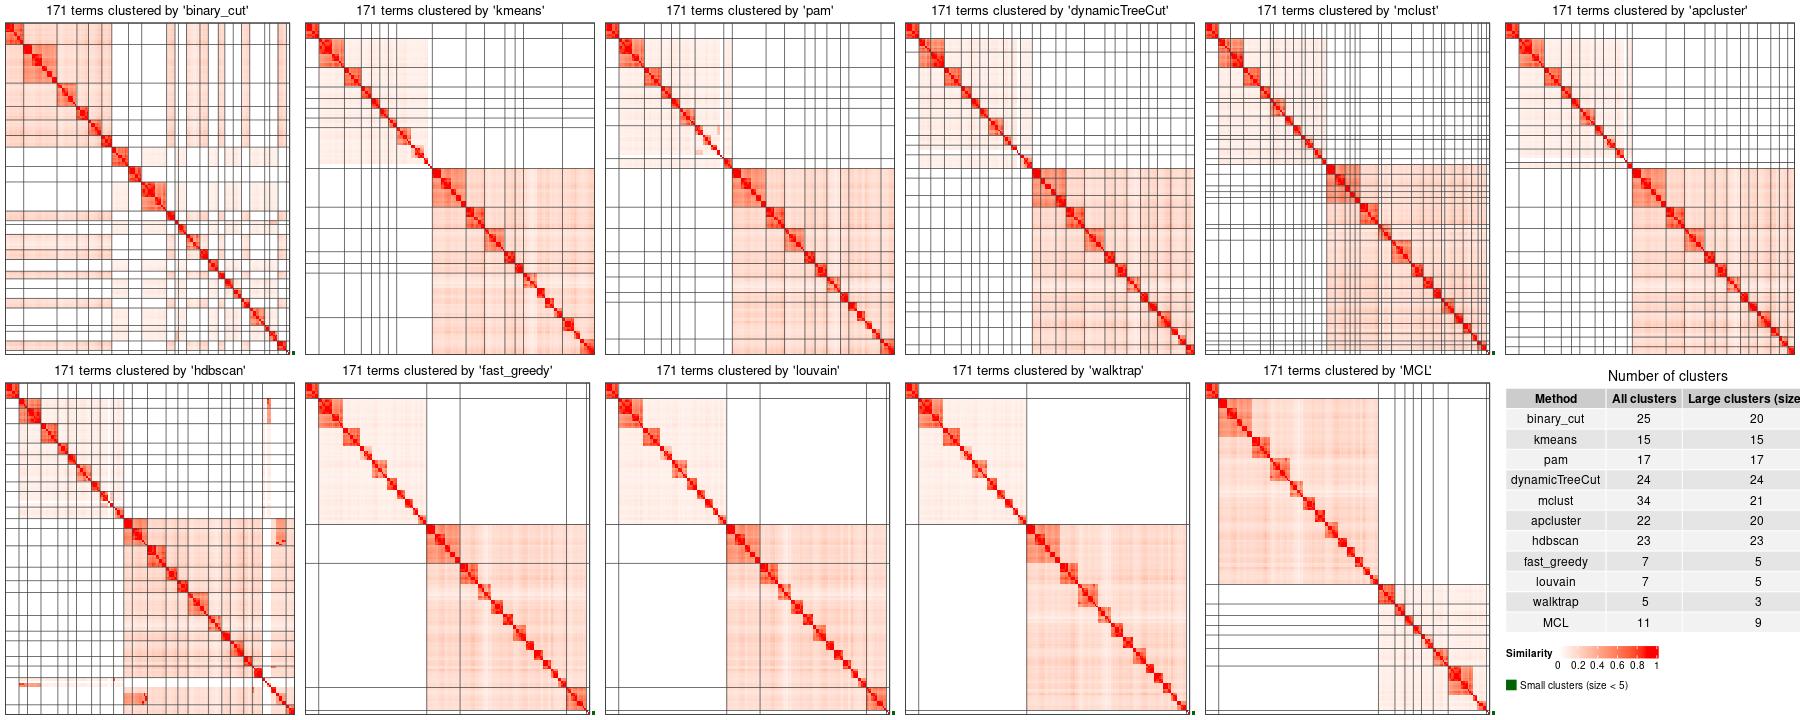 171 terms clustered by 'binary_cut'
171 terms clustered by 'kmeans'
171 terms clustered by 'pam'
171 terms clustered by 'dynamicTreeCut'
171 terms clustered by 'mclust'
171 terms clustered by 'apcluster'
171 terms clustered by 'hdbscan'
171 terms clustered by 'fast_greedy'
171 terms clustered by 'louvain'
171 terms clustered by 'walktrap'
171 terms clustered by 'MCL'
Number of clusters
Method All clusters Large clusters (size
binary_cut 25 20
kmeans 15 15
pam 17 17
dynamicTreeCut 24 24
mclust 34 21
apcluster 22 20
hdbscan 23 23
fast_greedy 7 5
louvain 7 5
walktrap 5 3
MCL 11 9
Similarity
0 0.2 0.4 0.6 0.8 1
Small clusters (size < 5)